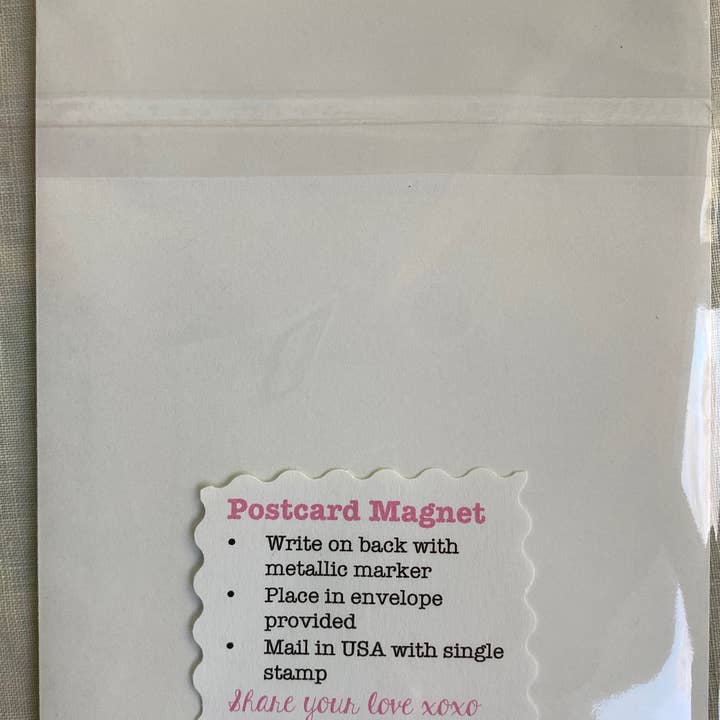 Postcard Magnet
• Write on back with
metallic marker
• Place in envelope
provided
• Mail in USA with single
stamp
Share your love xoxo